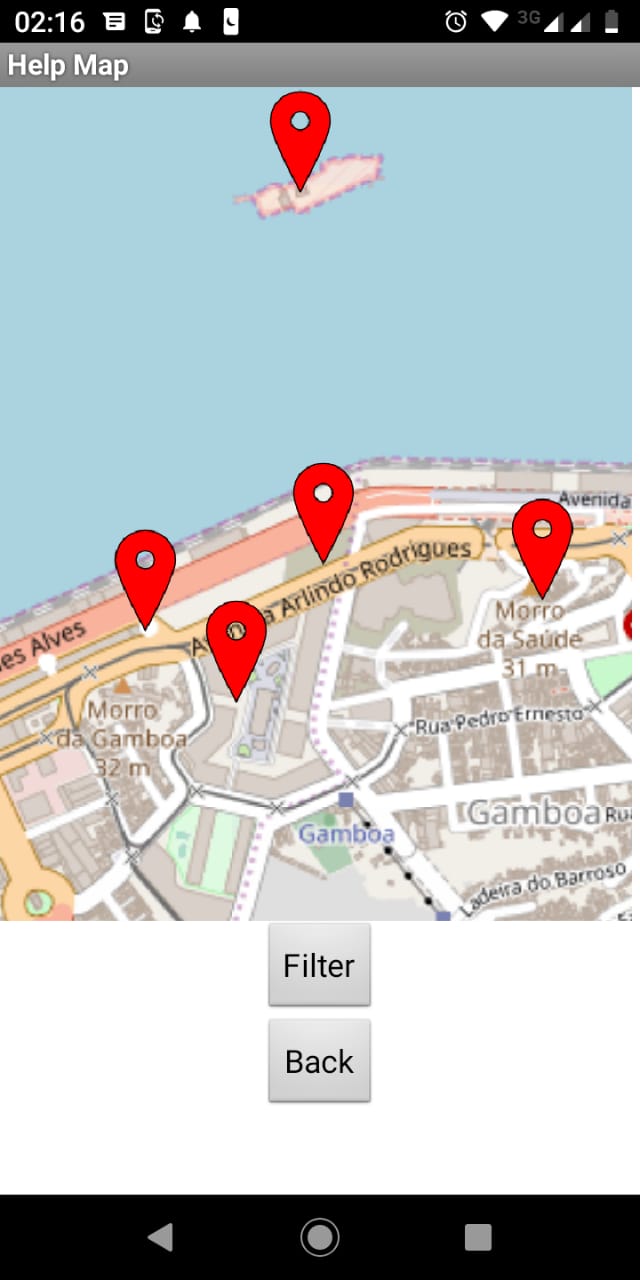 02:16
3G
Help Map
Avenida
Avenida Arlindo Rodrigues
es Alves
Morro
da Saúde
31 m
Morro
da Gamboa
32 m
Rua Pedro Ernesto
Gamboa
Rua
Gamboa
Ladeira do Barroso
Filter
Back